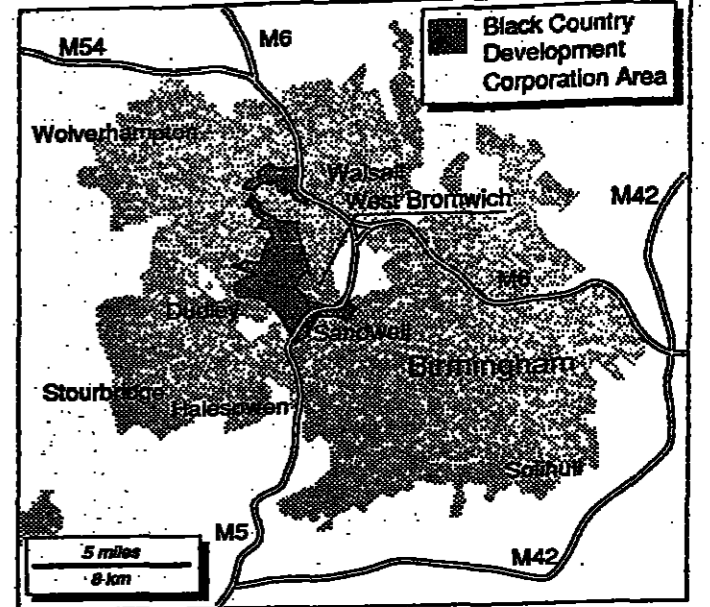 Black Country
Development
Corporation Area
M54
M6
Wolverhampton
Walsall
West Bromwich
M42
M6
Dudley
Sandwell
Birmingham
Stourbridge
Halesowen
Solihull
M5
M42
5 miles
8 km